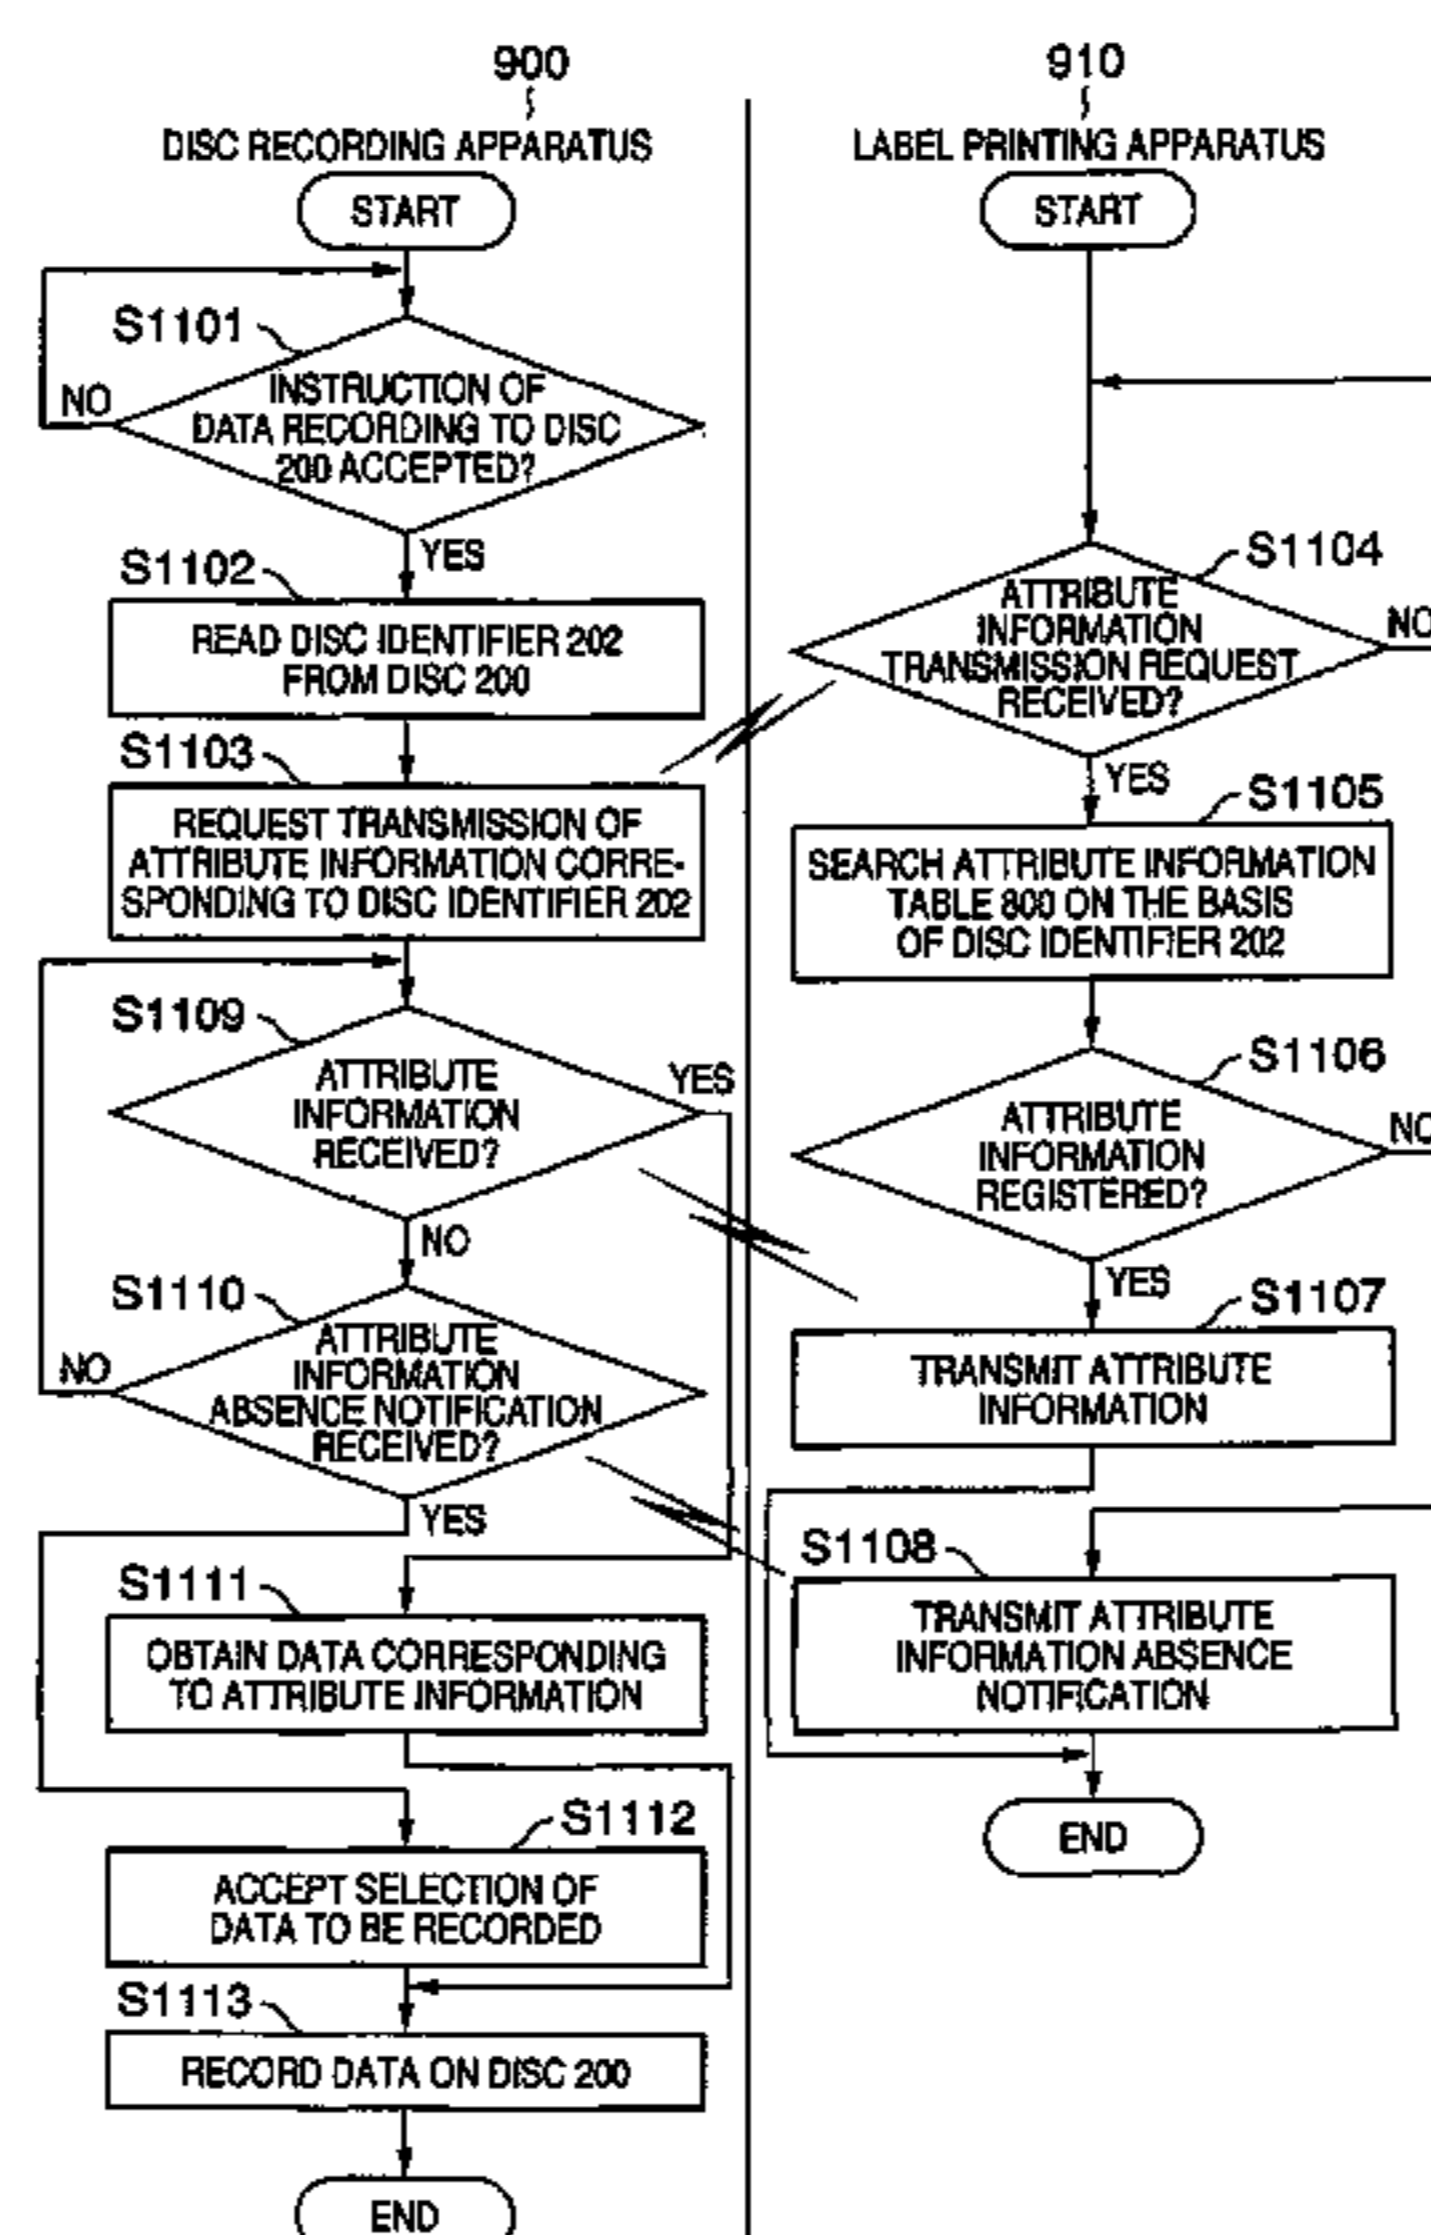 900
DISC RECORDING APPARATUS
START
S1101
INSTRUCTION OF
DATA RECORDING TO DISC
200 ACCEPTED?
NO
YES
S1102
READ DISC IDENTIFIER 202
FROM DISC 200
S1103
REQUEST TRANSMISSION OF
ATTRIBUTE INFORMATION CORRE-
SPONDING TO DISC IDENTIFIER 202
S1109
ATTRIBUTE
INFORMATION
RECEIVED?
YES
NO
S1110
ATTRIBUTE
INFORMATION
ABSENCE NOTIFICATION
RECEIVED?
NO
YES
S1111
OBTAIN DATA CORRESPONDING
TO ATTRIBUTE INFORMATION
S1112
ACCEPT SELECTION OF
DATA TO BE RECORDED
S1113
RECORD DATA ON DISC 200
END
910
LABEL PRINTING APPARATUS
START
S1104
ATTRIBUTE
INFORMATION
TRANSMISSION REQUEST
RECEIVED?
NO
YES
S1105
SEARCH ATTRIBUTE INFORMATION
TABLE 800 ON THE BASIS
OF DISC IDENTIFIER 202
S1106
ATTRIBUTE
INFORMATION
REGISTERED?
NO
YES
S1107
TRANSMIT ATTRIBUTE
INFORMATION
S1108
TRANSMIT ATTRIBUTE
INFORMATION ABSENCE
NOTIFICATION
END